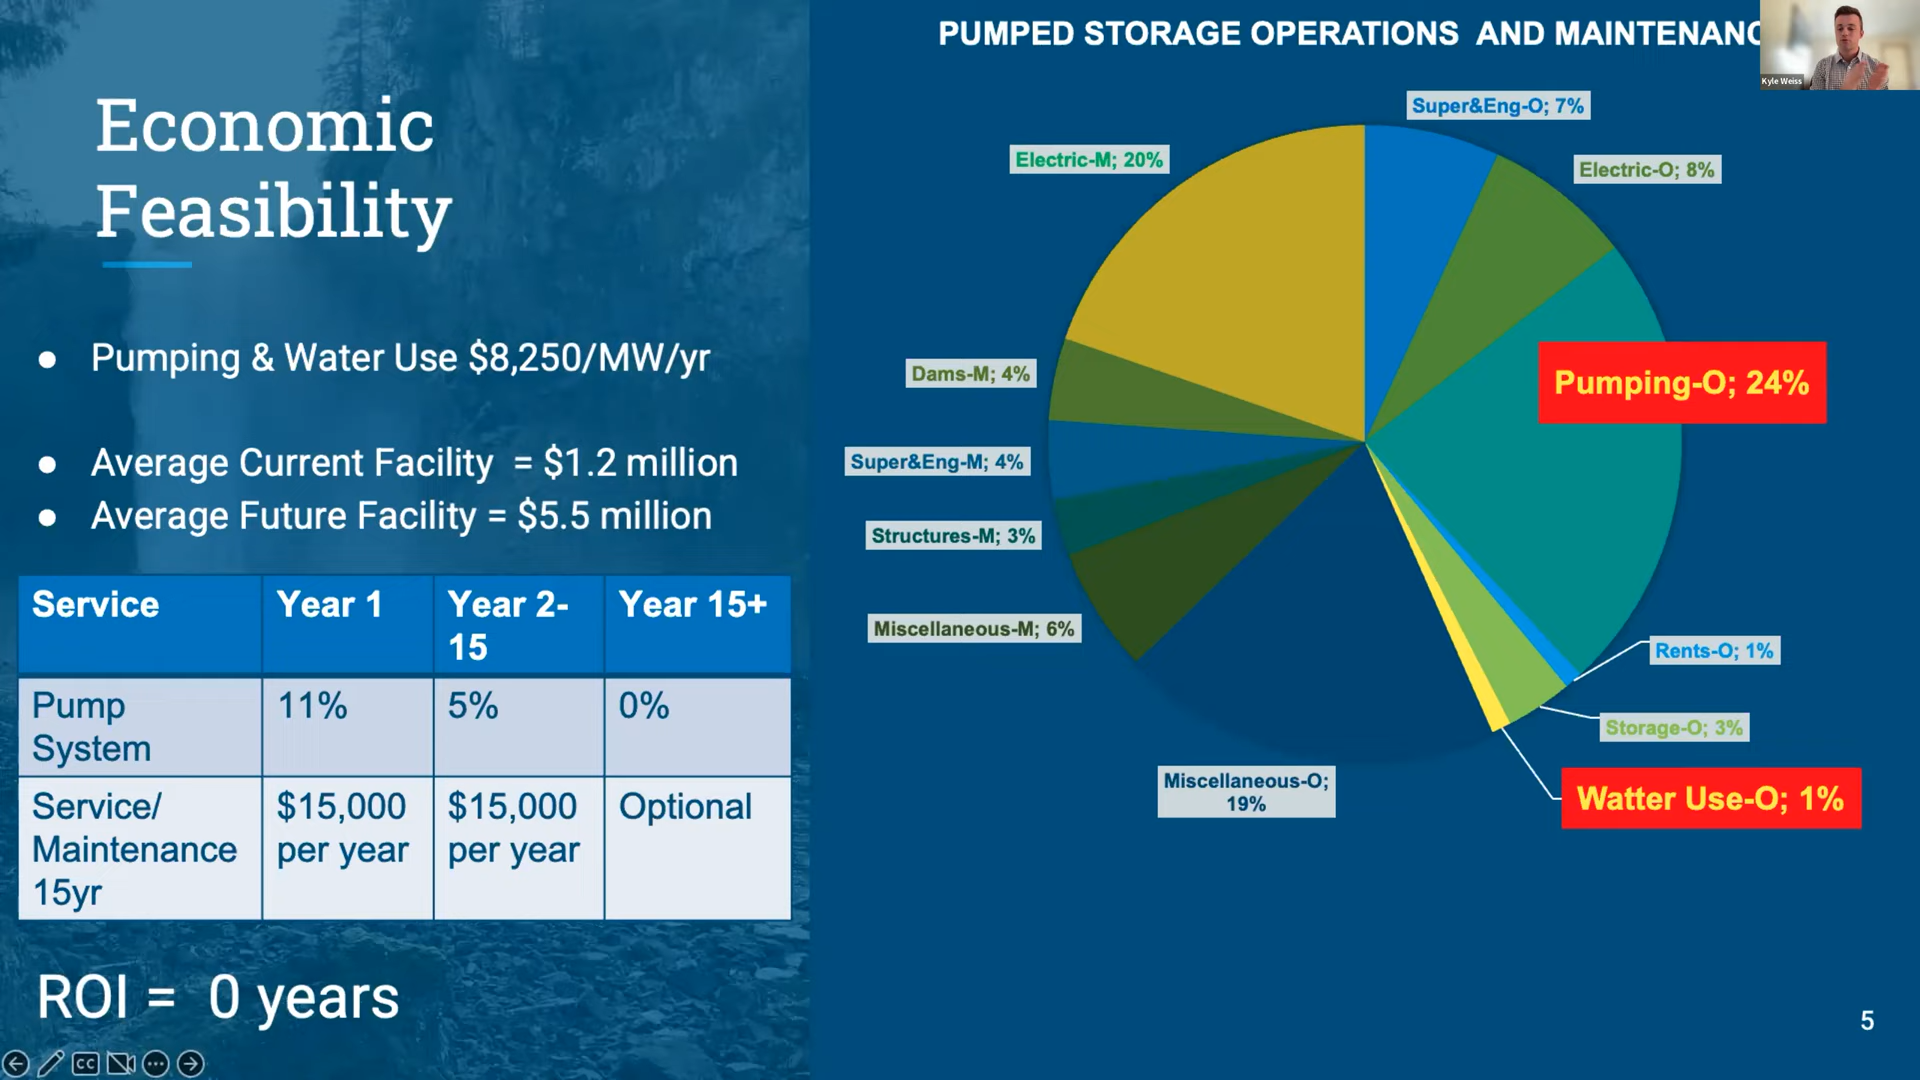 Economic
Feasibility
● Pumping & Water Use $8,250/MW/yr
● Average Current Facility = $1.2 million
● Average Future Facility = $5.5 million
Service
Year 1
Year 2-
15
Year 15+
Pump
System
11%
5%
0%
Service/
Maintenance
15yr
$15,000
per year
$15,000
per year
Optional
ROI = 0 years
PUMPED STORAGE OPERATIONS AND MAINTENANC
Kyle Weiss
Super&Eng-O; 7%
Electric-M; 20%
Electric-O; 8%
Dams-M; 4%
Pumping-O; 24%
Super&Eng-M; 4%
Structures-M; 3%
Miscellaneous-M; 6%
Rents-O; 1%
Storage-O; 3%
Miscellaneous-O;
19%
Watter Use-O; 1%
5
CC